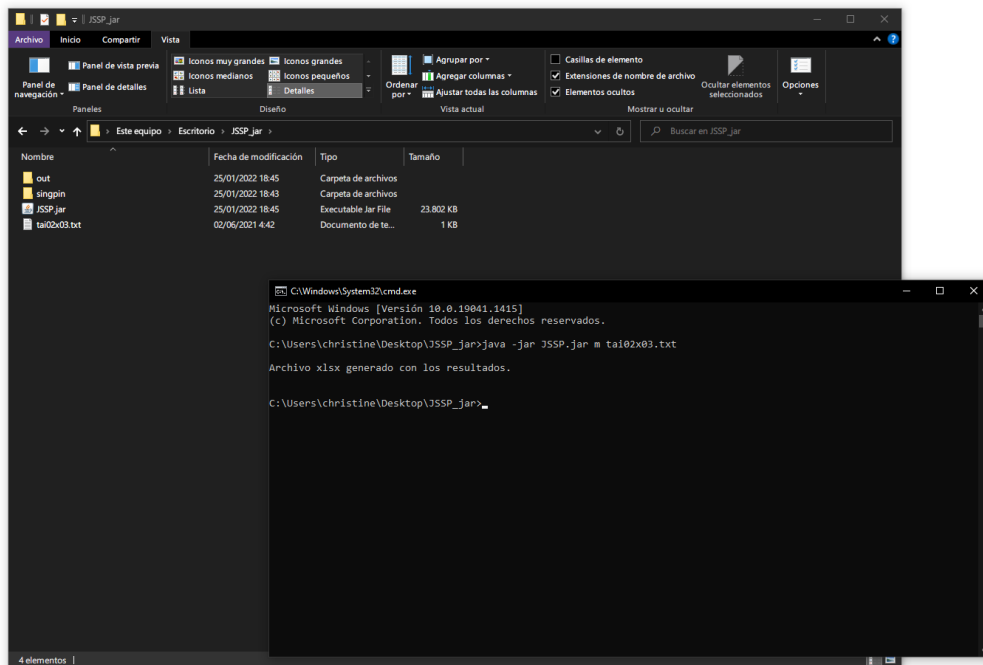 JSSP_jar
Archivo Inicio Compartir Vista
Panel de navegación
Panel de vista previa
Panel de detalles
Paneles
Iconos muy grandes Iconos grandes
Iconos medianos Iconos pequeños
Lista Detalles
Diseño
Ordenar por
Agrupar por
Agregar columnas
Ajustar todas las columnas
Vista actual
Casillas de elemento
Extensiones de nombre de archivo
Elementos ocultos
Ocultar elementos seleccionados
Mostrar u ocultar
Opciones
Este equipo > Escritorio > JSSP_jar >
Buscar en JSSP_jar
Nombre Fecha de modificación Tipo Tamaño
out 25/01/2022 18:45 Carpeta de archivos
singpin 25/01/2022 18:43 Carpeta de archivos
JSSP.jar 25/01/2022 18:45 Executable Jar File 23.802 KB
tai02x03.txt 02/06/2021 4:42 Documento de te... 1 KB
C:\Windows\System32\cmd.exe
Microsoft Windows [Versión 10.0.19041.1415]
(c) Microsoft Corporation. Todos los derechos reservados.
C:\Users\christine\Desktop\JSSP_jar>java -jar JSSP.jar m tai02x03.txt
Archivo xlsx generado con los resultados.
C:\Users\christine\Desktop\JSSP_jar>
4 elementos